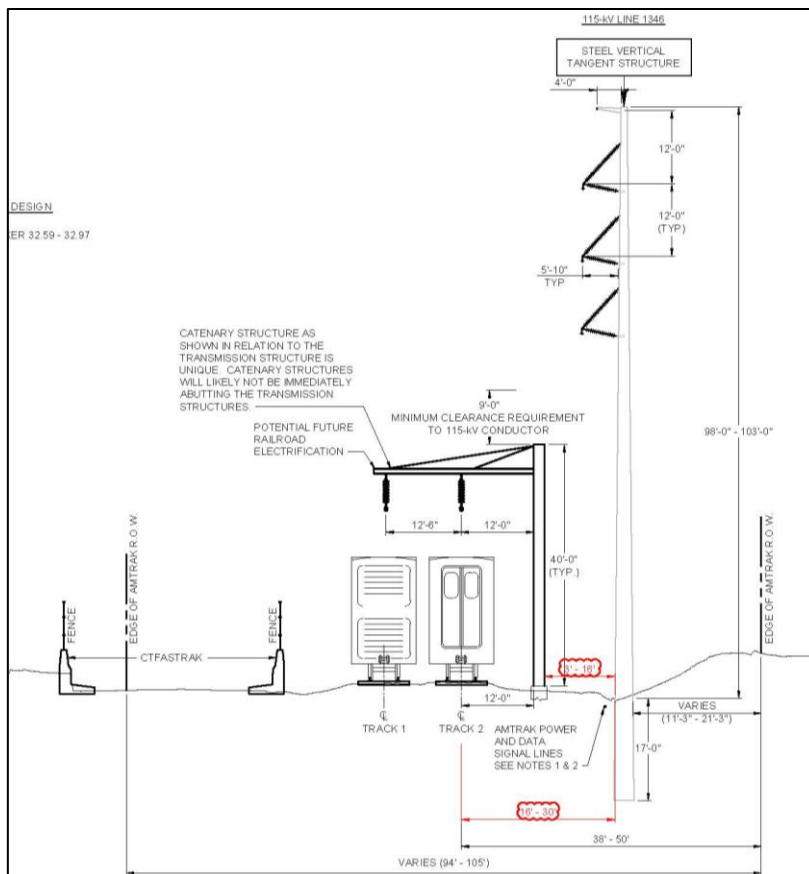 115-kV LINE 1346
STEEL VERTICAL
TANGENT STRUCTURE
4'-0"
12'-0"
12'-0"
(TYP.)
5'-10"
TYP
DESIGN
KER 32.59 - 32.97
CATENARY STRUCTURE AS
SHOWN IN RELATION TO THE
TRANSMISSION STRUCTURE IS
UNIQUE. CATENARY STRUCTURES
WILL LIKELY NOT BE IMMEDIATELY
ABUTTING THE TRANSMISSION
STRUCTURES.
POTENTIAL FUTURE
RAILROAD
ELECTRIFICATION
9'-0"
MINIMUM CLEARANCE REQUIREMENT
TO 115-kV CONDUCTOR
98'-0" - 103'-0"
12'-6"
12'-0"
40'-0"
(TYP.)
EDGE OF AMTRAK R.O.W.
EDGE OF AMTRAK R.O.W.
FENCE
FENCE
CTFASTRAK
3' - 16'
12'-0"
VARIES
(11'-3" - 21'-3")
℄
TRACK 1
℄
TRACK 2
AMTRAK POWER
AND DATA
SIGNAL LINES
SEE NOTES 1 & 2
17'-0"
16' - 30'
38' - 50'
VARIES (94' - 105')